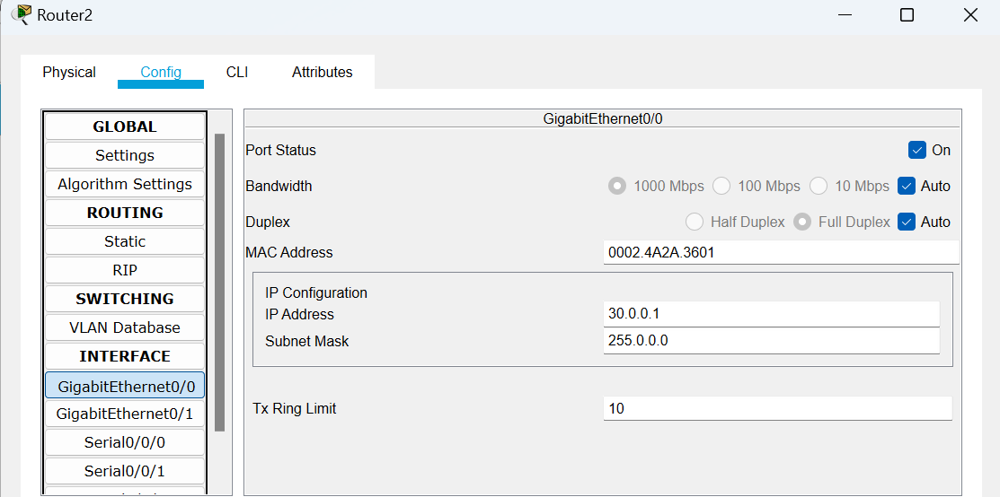 Router2
Physical Config CLI Attributes
GLOBAL
Settings
Algorithm Settings
ROUTING
Static
RIP
SWITCHING
VLAN Database
INTERFACE
GigabitEthernet0/0
GigabitEthernet0/1
Serial0/0/0
Serial0/0/1
GigabitEthernet0/0
Port Status On
Bandwidth 1000 Mbps 100 Mbps 10 Mbps Auto
Duplex Half Duplex Full Duplex Auto
MAC Address 0002.4A2A.3601
IP Configuration
IP Address 30.0.0.1
Subnet Mask 255.0.0.0
Tx Ring Limit 10